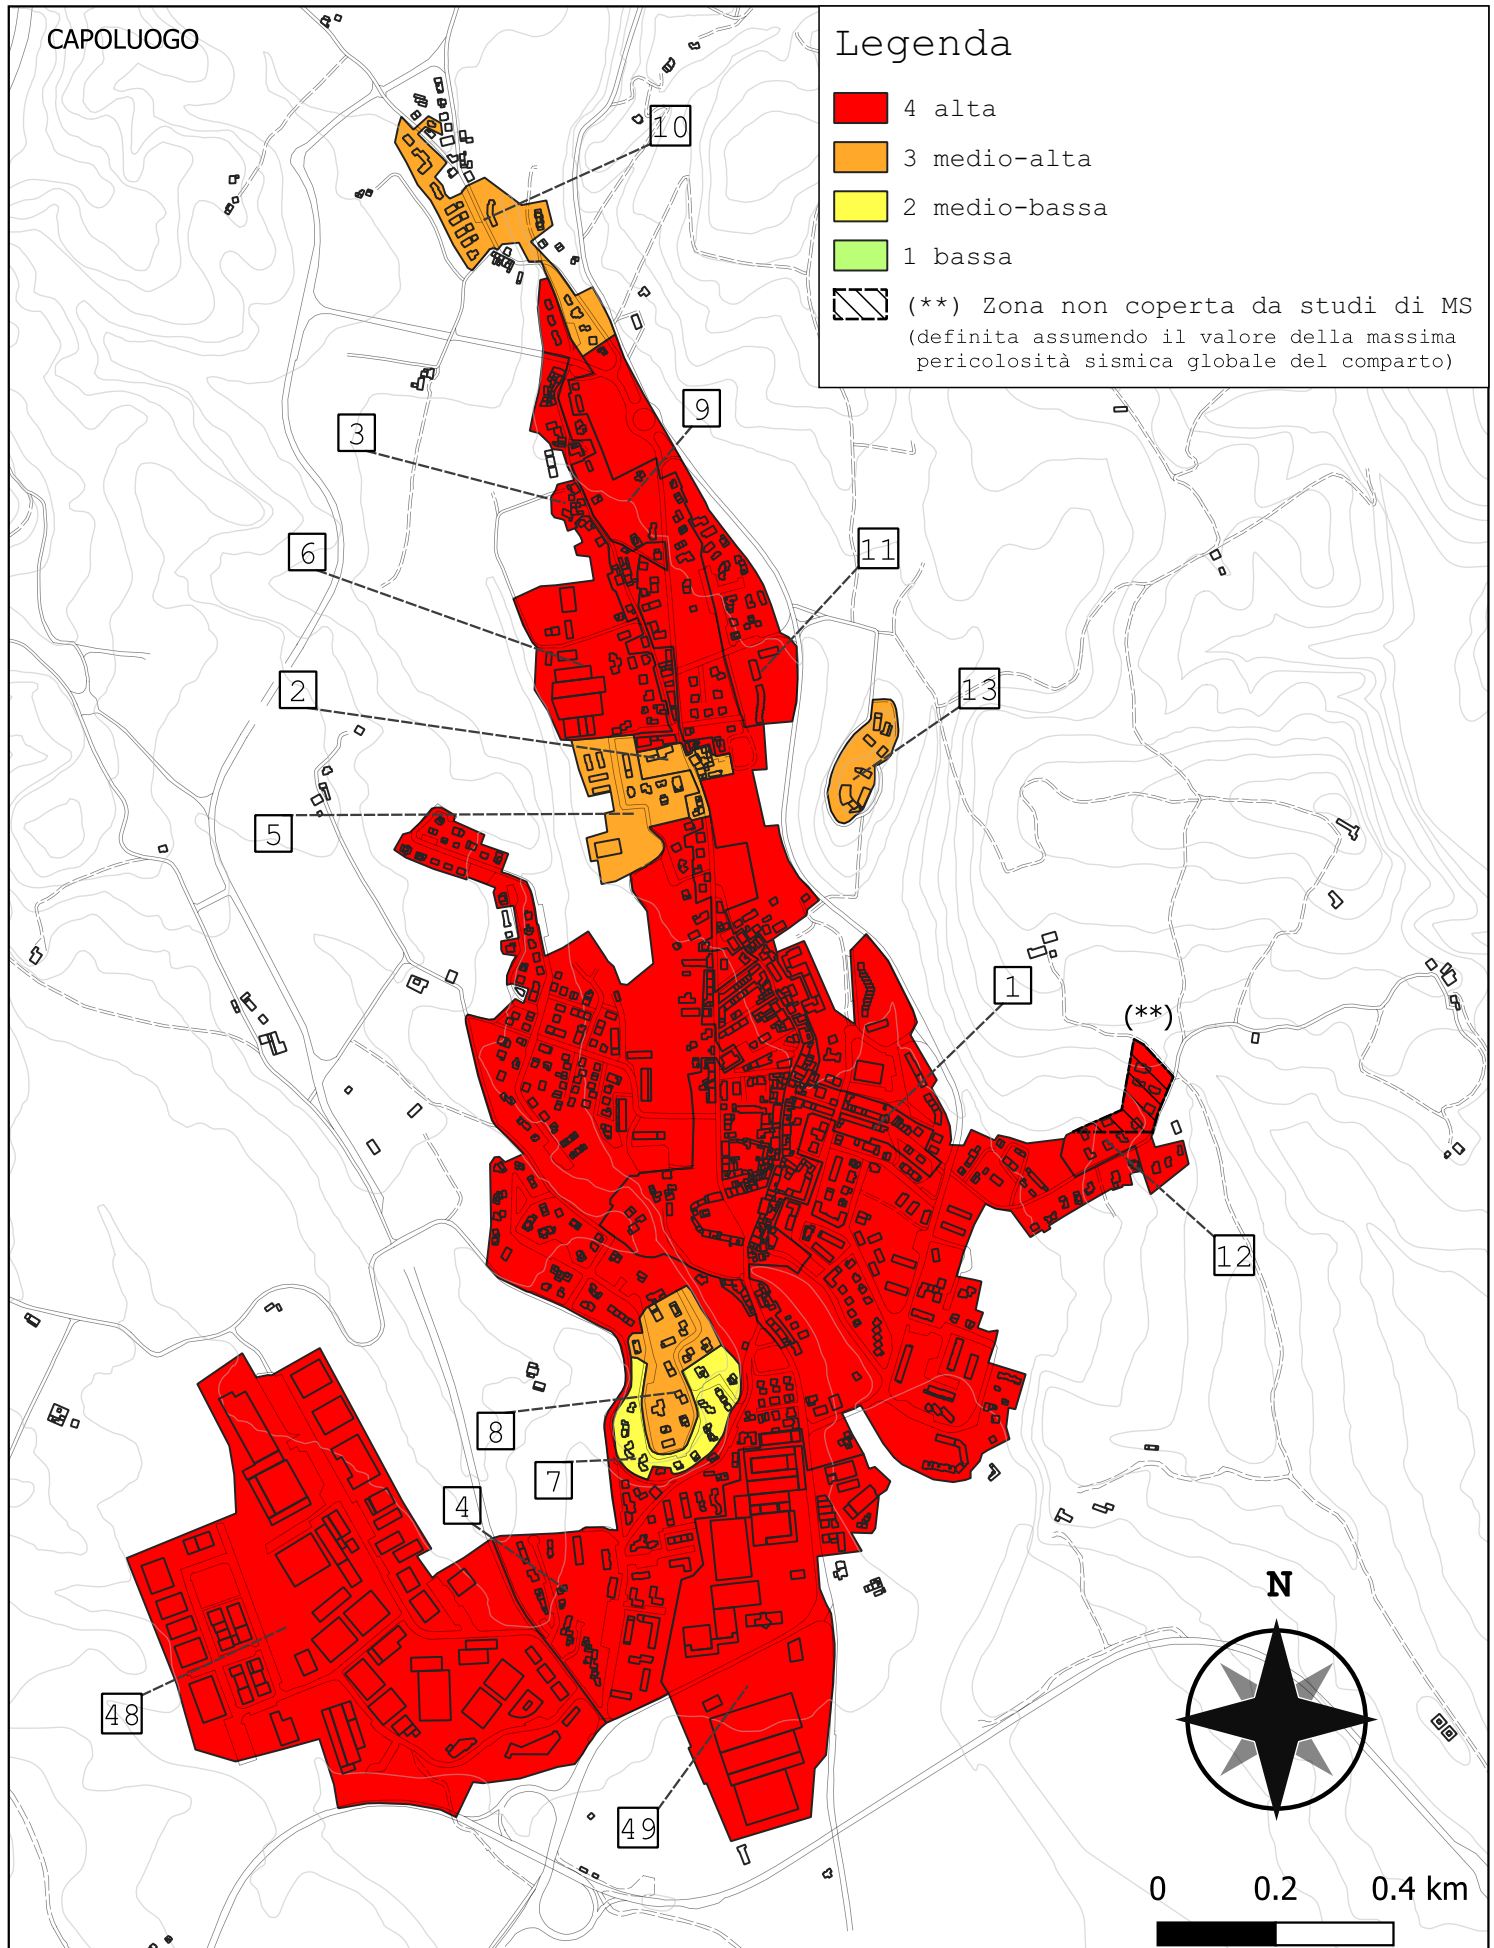 CAPOLUOGO
Legenda
4 alta
3 medio-alta
2 medio-bassa
1 bassa
(**) Zona non coperta da studi di MS
(definita assumendo il valore della massima
pericolosità sismica globale del comparto)
10
9
3
6
11
2
13
5
1
(**)
12
8
7
4
48
49
N
0 0.2 0.4 km